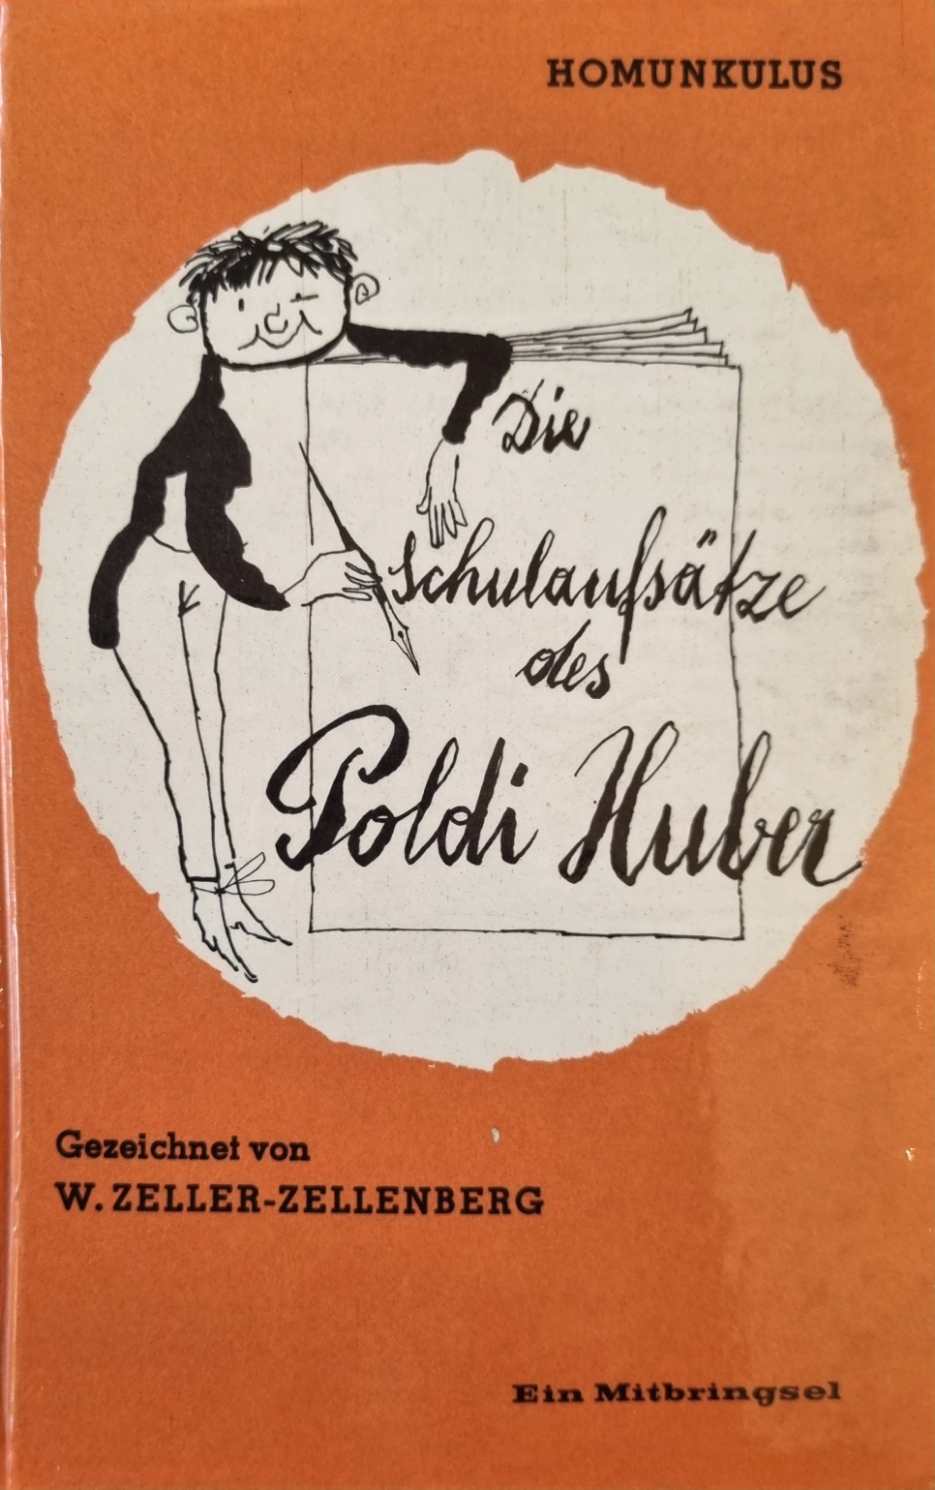 HOMUNKULUS
Die
Schulaufsätze
des
Poldi Huber
Gezeichnet von
W. ZELLER-ZELLENBERG
Ein Mitbringsel